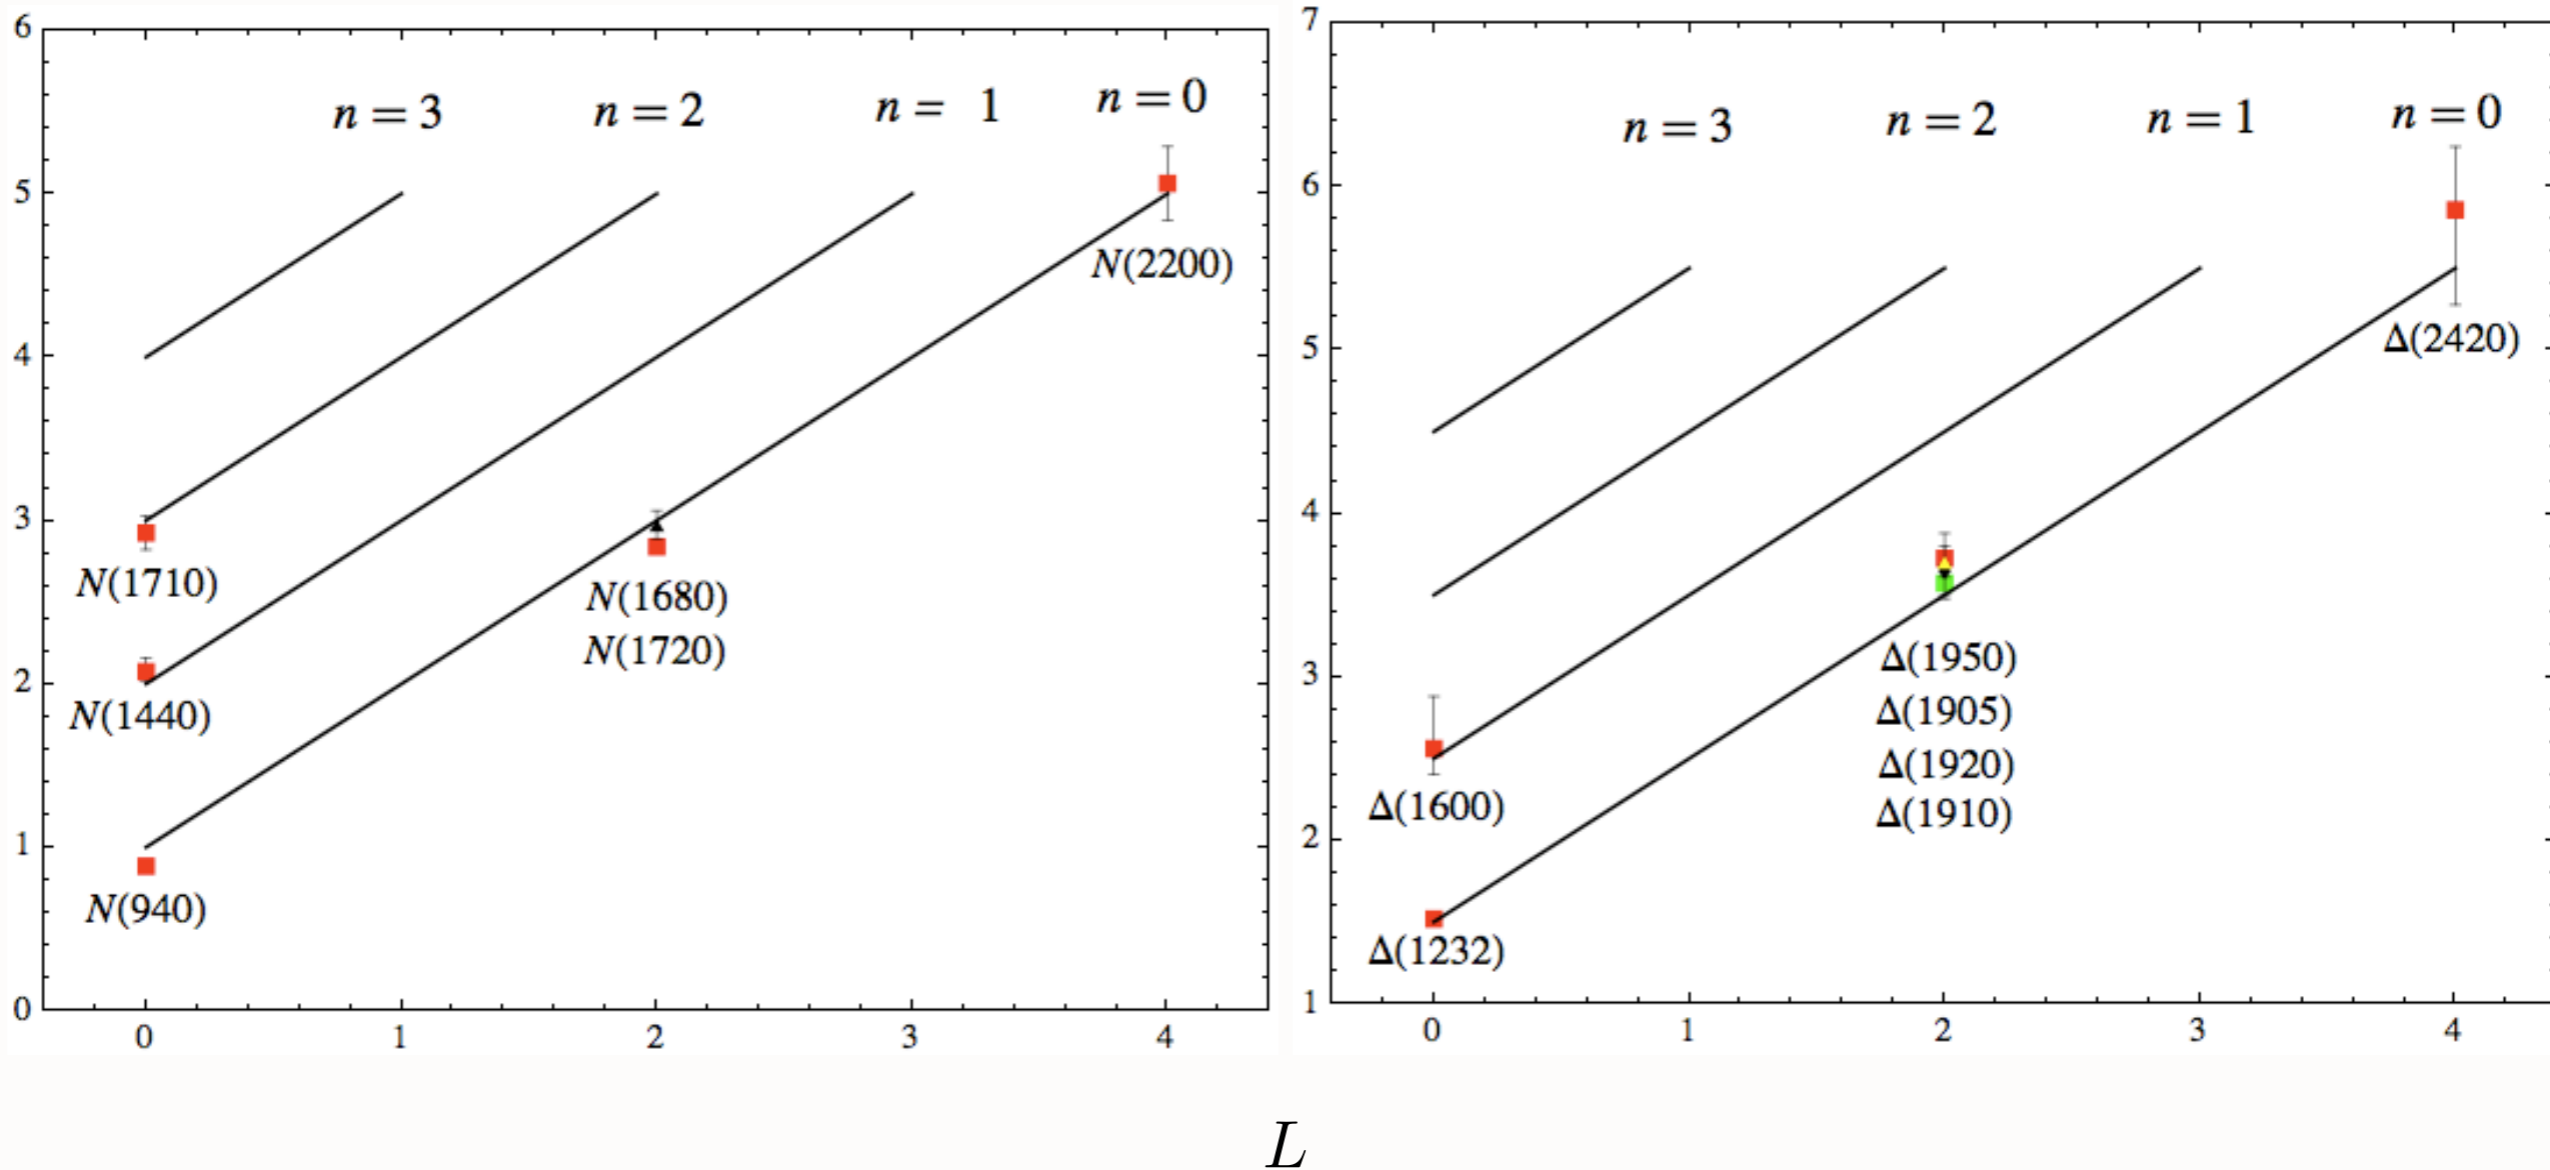 6
5
4
3
2
1
0
n = 3
n = 2
n = 1
n = 0
N(2200)
N(1710)
N(1680)
N(1720)
N(1440)
N(940)
0 1 2 3 4
7
6
5
4
3
2
1
n = 3
n = 2
n = 1
n = 0
Δ(2420)
Δ(1950)
Δ(1905)
Δ(1920)
Δ(1910)
Δ(1600)
Δ(1232)
0 1 2 3 4
L